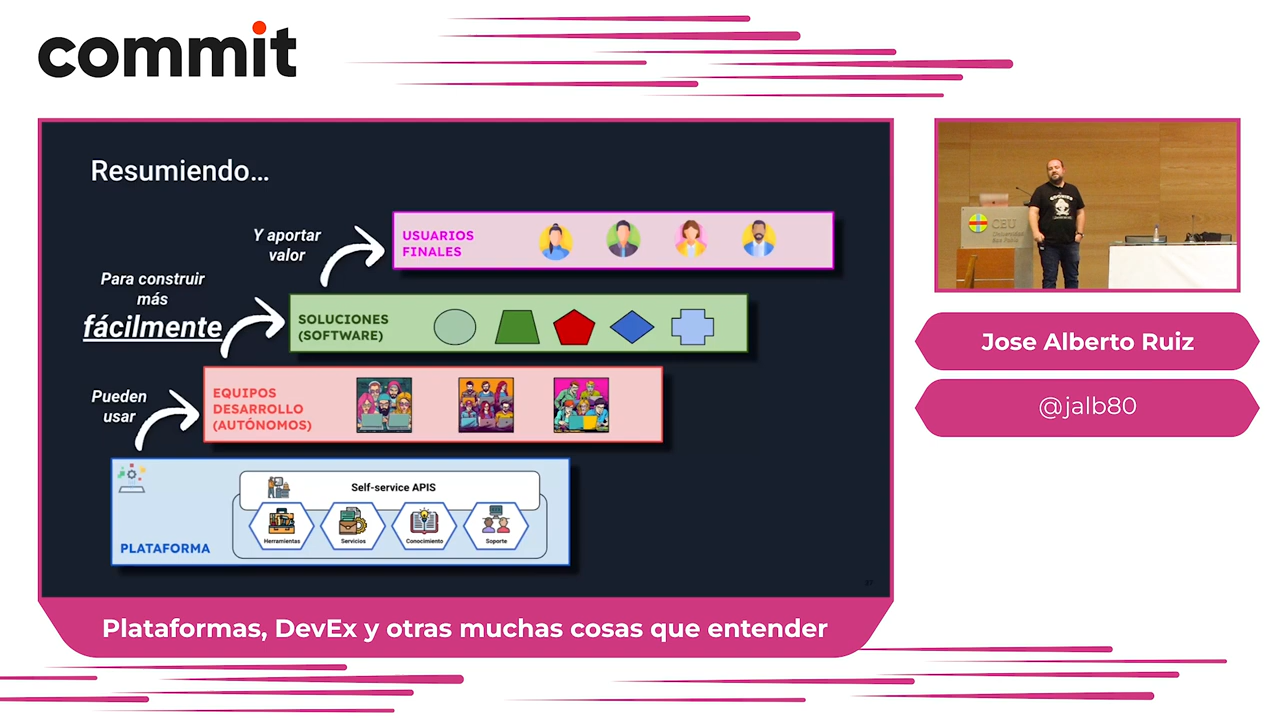 commit
Resumiendo...
Y aportar
valor
USUARIOS
FINALES
Para construir
más
fácilmente
SOLUCIONES
(SOFTWARE)
Pueden
usar
EQUIPOS
DESARROLLO
(AUTÓNOMOS)
Self-service APIS
Herramientas
Servicios
Conocimiento
Soporte
PLATAFORMA
CEU
Jose Alberto Ruiz
@jalb80
Plataformas, DevEx y otras muchas cosas que entender